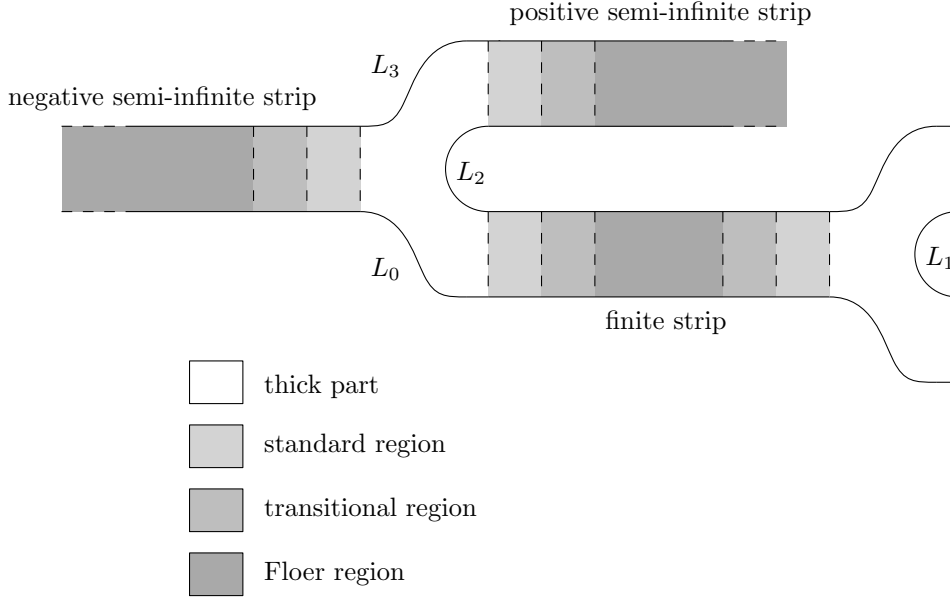 positive semi-infinite strip
L3
negative semi-infinite strip
L2
L1
L0
finite strip
thick part
standard region
transitional region
Floer region